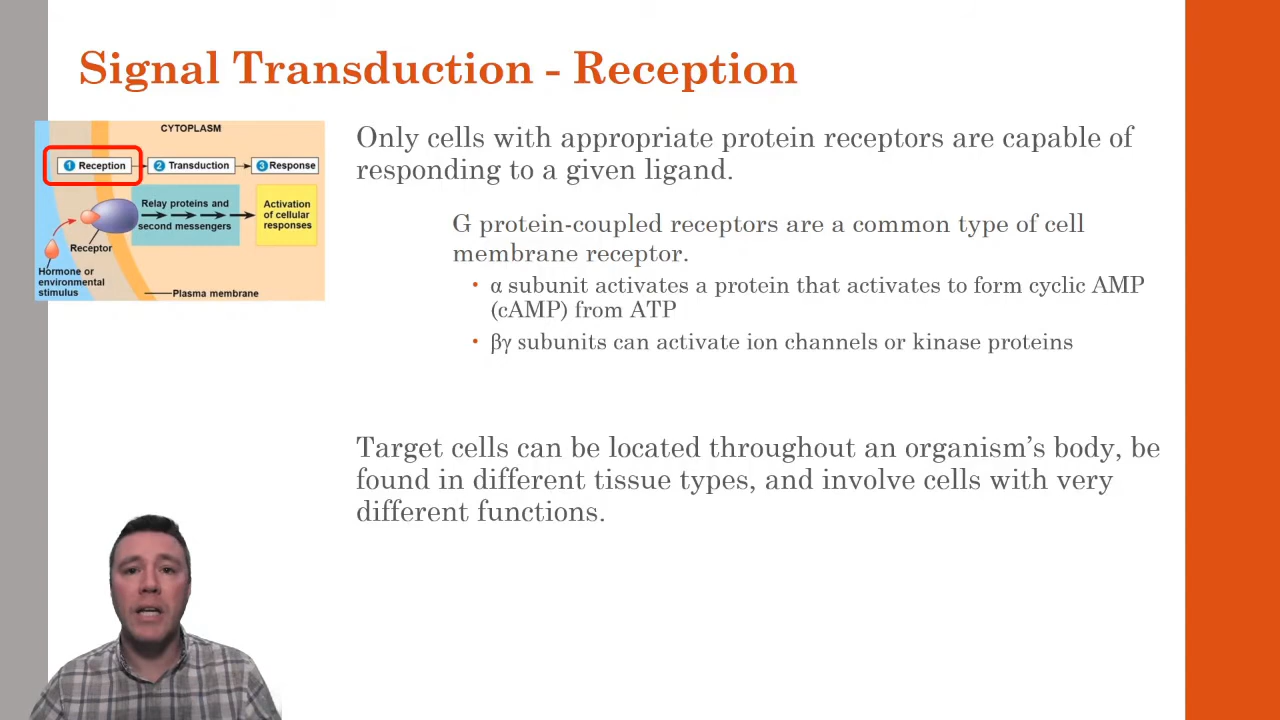 Signal Transduction - Reception
CYTOPLASM
1 Reception
2 Transduction
3 Response
Relay proteins and
second messengers
Activation
of cellular
responses
Receptor
Hormone or
environmental
stimulus
Plasma membrane
Only cells with appropriate protein receptors are capable of
responding to a given ligand.
G protein-coupled receptors are a common type of cell
membrane receptor.
• α subunit activates a protein that activates to form cyclic AMP
(cAMP) from ATP
• βγ subunits can activate ion channels or kinase proteins
Target cells can be located throughout an organism’s body, be
found in different tissue types, and involve cells with very
different functions.